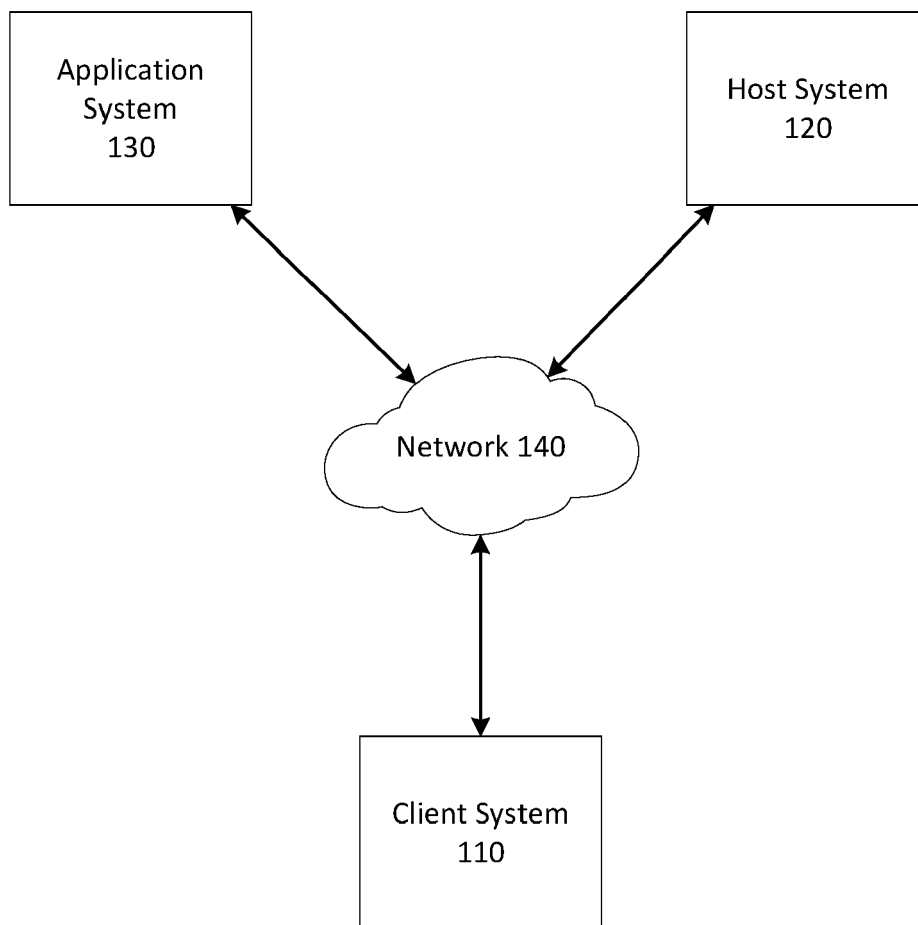 Application
System
130
Host System
120
Network 140
Client System
110